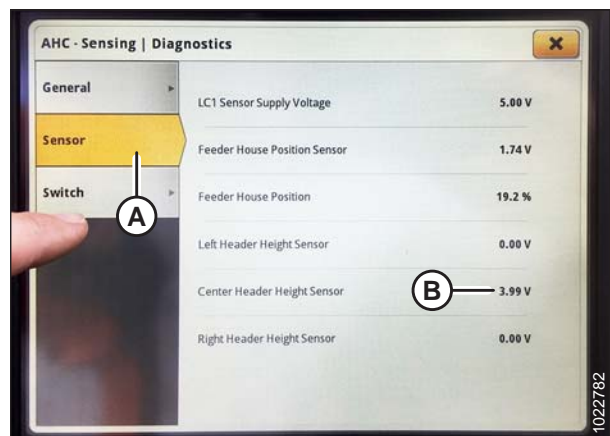 AHC - Sensing | Diagnostics
General
LC1 Sensor Supply Voltage 5.00 V
Sensor
Feeder House Position Sensor 1.74 V
Switch
Feeder House Position 19.2 %
A
Left Header Height Sensor 0.00 V
Center Header Height Sensor B 3.99 V
Right Header Height Sensor 0.00 V
1022782